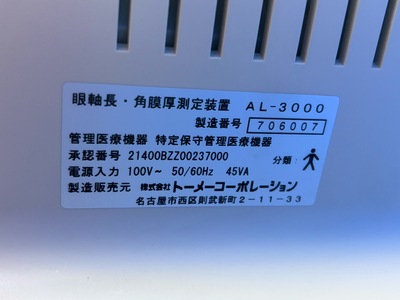 眼軸長・角膜厚測定装置 AL-3000
製造番号 706007
管理医療機器 特定保守管理医療機器
承認番号 21400BZZ00237000
分類:
電源入力 100V~ 50/60Hz 45VA
製造販売元 株式会社トーメーコーポレーション
名古屋市西区則武新町2-11-33